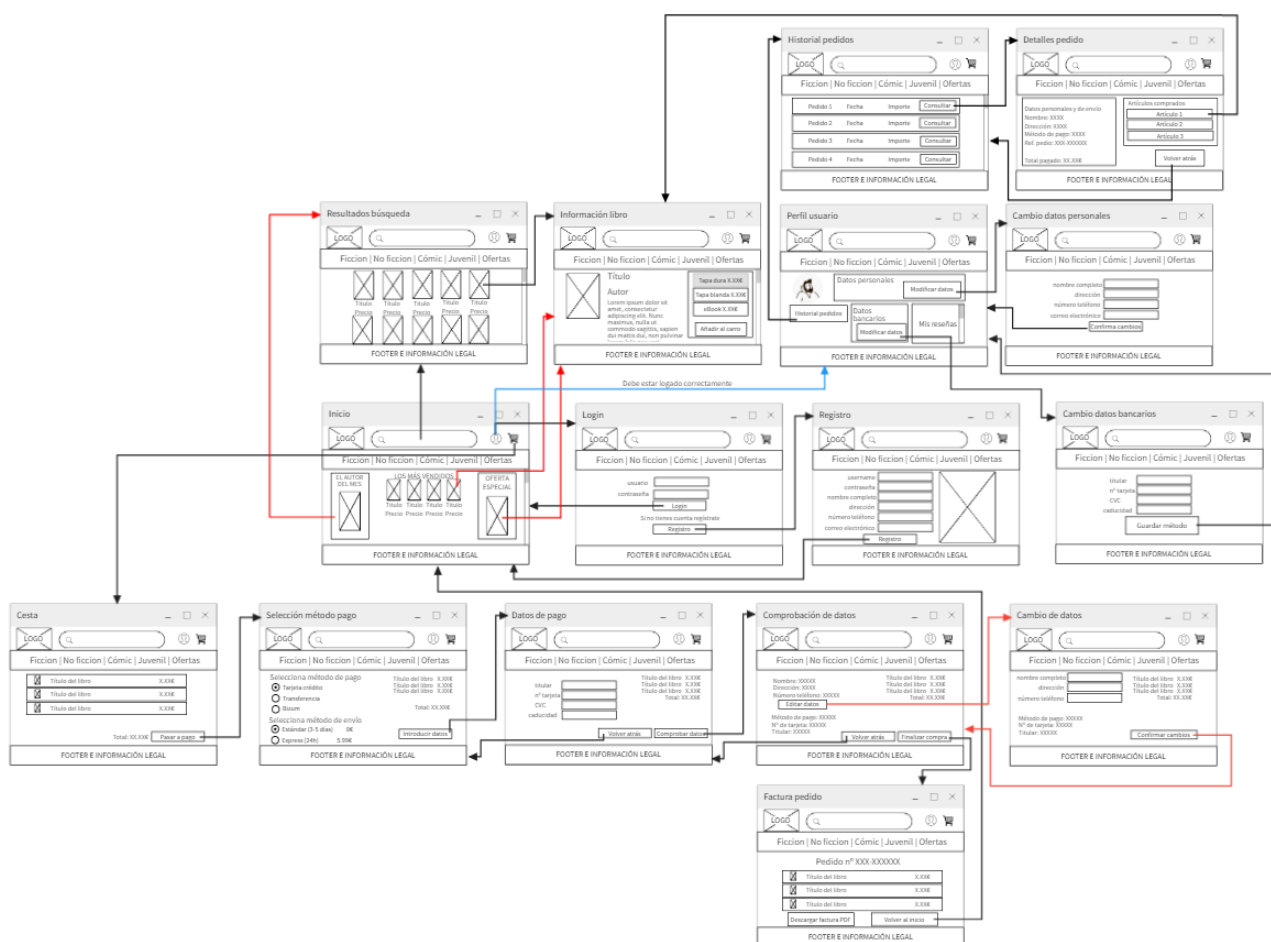 Historial pedidos
LOGO
Ficcion | No ficcion | Cómic | Juvenil | Ofertas
Pedido 1 Fecha Importe Consultar
Pedido 2 Fecha Importe Consultar
Pedido 3 Fecha Importe Consultar
Pedido 4 Fecha Importe Consultar
FOOTER E INFORMACIÓN LEGAL
Detalles pedido
LOGO
Ficcion | No ficcion | Cómic | Juvenil | Ofertas
Datos personales y de envío
Nombre: XXXX
Dirección: XXXX
Método de pago: XXXX
Ref. pedio: XXX-XXXXXX
Total pagado: XX.XX€
Artículos comprados
Artículo 1
Artículo 2
Artículo 3
Volver atrás
FOOTER E INFORMACIÓN LEGAL
Resultados búsqueda
LOGO
Ficcion | No ficcion | Cómic | Juvenil | Ofertas
Título Título Título Título Título
Precio Precio Precio Precio Precio
FOOTER E INFORMACIÓN LEGAL
Información libro
LOGO
Ficcion | No ficcion | Cómic | Juvenil | Ofertas
Título
Autor
Lorem ipsum dolor sit
amet, consectetur
adipiscing elit. Nunc
maximus, nulla ut
commodo sagittis, sapien
dui mattis dui, non pulvinar
Tapa dura X.XX€
Tapa blanda X.XX€
eBook X.XX€
Añadir al carro
FOOTER E INFORMACIÓN LEGAL
Perfil usuario
LOGO
Ficcion | No ficcion | Cómic | Juvenil | Ofertas
Datos personales
Modificar datos
Historial pedidos
Datos
bancarios
Modificar datos
Mis reseñas
FOOTER E INFORMACIÓN LEGAL
Cambio datos personales
LOGO
Ficcion | No ficcion | Cómic | Juvenil | Ofertas
nombre completo
dirección
número teléfono
correo electrónico
Confirma cambios
FOOTER E INFORMACIÓN LEGAL
Debe estar logado correctamente
Inicio
LOGO
Ficcion | No ficcion | Cómic | Juvenil | Ofertas
EL AUTOR
DEL MES
LOS MÁS VENDIDOS
Título Título Título Título
Precio Precio Precio Precio
OFERTA
ESPECIAL
FOOTER E INFORMACIÓN LEGAL
Login
LOGO
Ficcion | No ficcion | Cómic | Juvenil | Ofertas
usuario
contraseña
Login
Si no tienes cuenta registrate
Registro
FOOTER E INFORMACIÓN LEGAL
Registro
LOGO
Ficcion | No ficcion | Cómic | Juvenil | Ofertas
username
contraseña
nombre completo
dirección
número teléfono
correo electrónico
Registro
FOOTER E INFORMACIÓN LEGAL
Cambio datos bancarios
LOGO
Ficcion | No ficcion | Cómic | Juvenil | Ofertas
titular
nº tarjeta
CVC
caducidad
Guardar método
FOOTER E INFORMACIÓN LEGAL
Cesta
LOGO
Ficcion | No ficcion | Cómic | Juvenil | Ofertas
Título del libro X.XX€
Título del libro X.XX€
Título del libro X.XX€
Total: XX.XX€ Pasar a pago
FOOTER E INFORMACIÓN LEGAL
Selección método pago
LOGO
Ficcion | No ficcion | Cómic | Juvenil | Ofertas
Selecciona método de pago
Tarjeta crédito
Transferencia
Bizum
Selecciona método de envío
Estándar (3-5 días) 0€
Express (24h) 5,99€
Título del libro X.XX€
Título del libro X.XX€
Título del libro X.XX€
Total: XX.XX€
Introducir datos
FOOTER E INFORMACIÓN LEGAL
Datos de pago
LOGO
Ficcion | No ficcion | Cómic | Juvenil | Ofertas
titular
nº tarjeta
CVC
caducidad
Título del libro X.XX€
Título del libro X.XX€
Título del libro X.XX€
Total: XX.XX€
Volver atrás Comprobar datos
FOOTER E INFORMACIÓN LEGAL
Comprobación de datos
LOGO
Ficcion | No ficcion | Cómic | Juvenil | Ofertas
Nombre: XXXXX
Dirección: XXXXX
Número teléfono: XXXXX
Editar datos
Método de pago: XXXXX
Nº de tarjeta: XXXXX
Titular: XXXXX
Título del libro X.XX€
Título del libro X.XX€
Título del libro X.XX€
Total: XX.XX€
Volver atrás Finalizar compra
FOOTER E INFORMACIÓN LEGAL
Cambio de datos
LOGO
Ficcion | No ficcion | Cómic | Juvenil | Ofertas
nombre completo
dirección
número teléfono
Método de pago: XXXXX
Nº de tarjeta: XXXXX
Titular: XXXXX
Título del libro X.XX€
Título del libro X.XX€
Título del libro X.XX€
Total: XX.XX€
Confirmar cambios
FOOTER E INFORMACIÓN LEGAL
Factura pedido
LOGO
Ficcion | No ficcion | Cómic | Juvenil | Ofertas
Pedido nº XXX-XXXXXX
Título del libro X.XX€
Título del libro X.XX€
Título del libro X.XX€
Descargar factura PDF Volver al inicio
FOOTER E INFORMACIÓN LEGAL